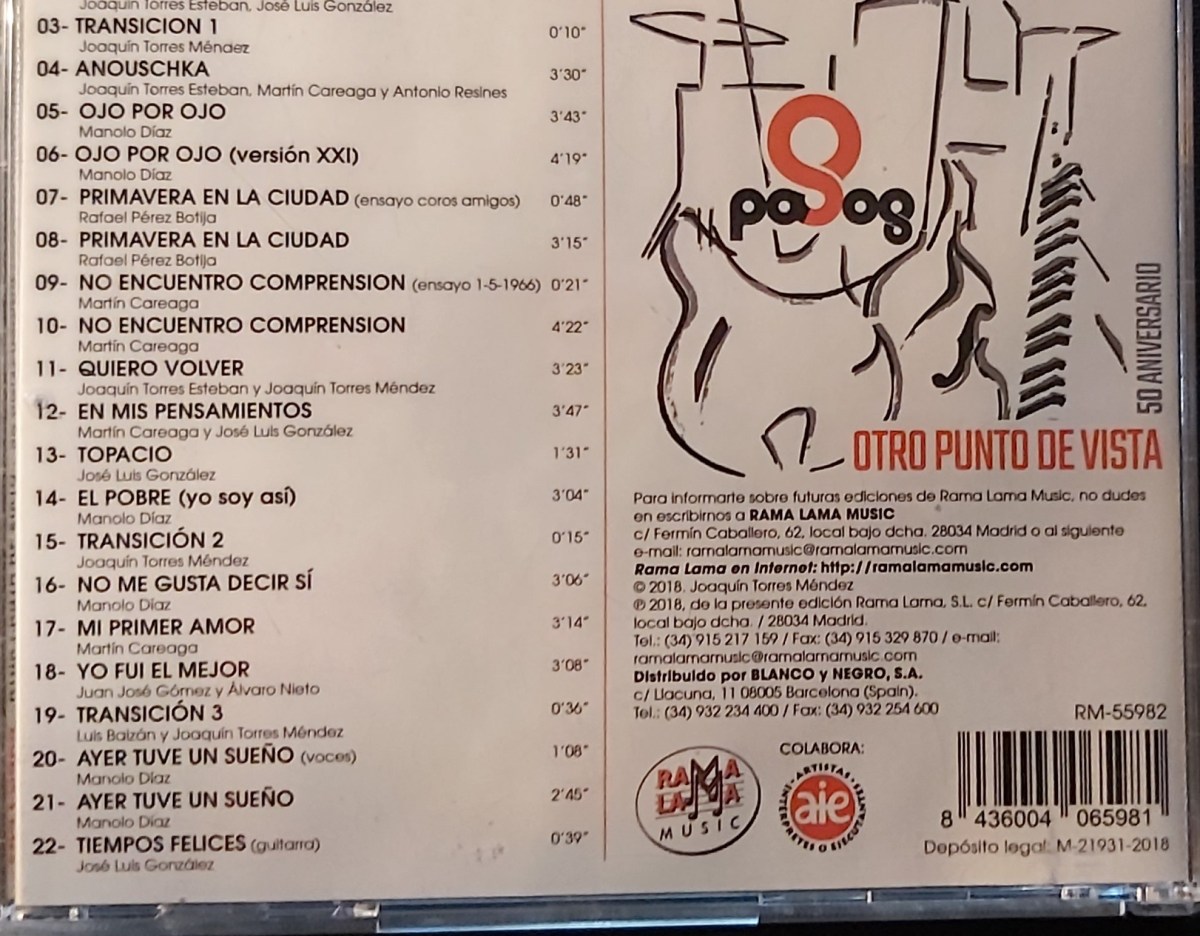 Joaquín Torres Esteban, José Luis González
03- TRANSICION 1 0'10"
Joaquín Torres Méndez
04- ANOUSCHKA 3'30"
Joaquín Torres Esteban, Martín Careaga y Antonio Resines
05- OJO POR OJO 3'43"
Manolo Díaz
06- OJO POR OJO (versión XXI) 4'19"
Manolo Díaz
07- PRIMAVERA EN LA CIUDAD (ensayo coros amigos) 0'48"
Rafael Pérez Botija
08- PRIMAVERA EN LA CIUDAD 3'15"
Rafael Pérez Botija
09- NO ENCUENTRO COMPRENSION (ensayo 1-5-1966) 0'21"
Martín Careaga
10- NO ENCUENTRO COMPRENSION 4'22"
Martín Careaga
11- QUIERO VOLVER 3'23"
Joaquín Torres Esteban y Joaquín Torres Méndez
12- EN MIS PENSAMIENTOS 3'47"
Martín Careaga y José Luis González
13- TOPACIO 1'31"
José Luis González
14- EL POBRE (yo soy así) 3'04"
Manolo Díaz
15- TRANSICIÓN 2 0'15"
Joaquín Torres Méndez
16- NO ME GUSTA DECIR SÍ 3'06"
Manolo Díaz
17- MI PRIMER AMOR 3'14"
Martín Careaga
18- YO FUI EL MEJOR 3'08"
Juan José Gómez y Álvaro Nieto
19- TRANSICIÓN 3 0'36"
Luis Baizán y Joaquín Torres Méndez
20- AYER TUVE UN SUEÑO (voces) 1'08"
Manolo Díaz
21- AYER TUVE UN SUEÑO 2'45"
Manolo Díaz
22- TIEMPOS FELICES (guitarra) 0'39"
José Luis González
pasos
50 ANIVERSARIO
OTRO PUNTO DE VISTA
Para informarte sobre futuras ediciones de Rama Lama Music, no dudes
en escribirnos a RAMA LAMA MUSIC
c/ Fermín Caballero, 62, local bajo dcha. 28034 Madrid o al siguiente
e-mail: ramalamamusic@ramalamamusic.com
Rama Lama en Internet: http://ramalamamusic.com
© 2018. Joaquín Torres Méndez
℗ 2018, de la presente edición Rama Lama, S.L. c/ Fermín Caballero, 62,
local bajo dcha. / 28034 Madrid.
Tel.: (34) 915 217 159 / Fax: (34) 915 329 870 / e-mail:
ramalamamusic@ramalamamusic.com
Distribuido por BLANCO y NEGRO, S.A.
c/ Llacuna, 11 08005 Barcelona (Spain).
Tel.: (34) 932 234 400 / Fax: (34) 932 254 600
RM-55982
RAMA
LAMA
MUSIC
COLABORA:
ARTISTAS
INTERPRETES O EJECUTANTES
aie
8 436004 065981
Depósito legal: M-21931-2018